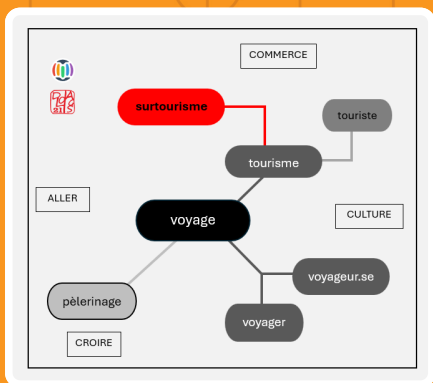 COMMERCE
surtourisme
touriste
tourisme
ALLER
voyage
CULTURE
voyageur.se
pèlerinage
voyager
CROIRE